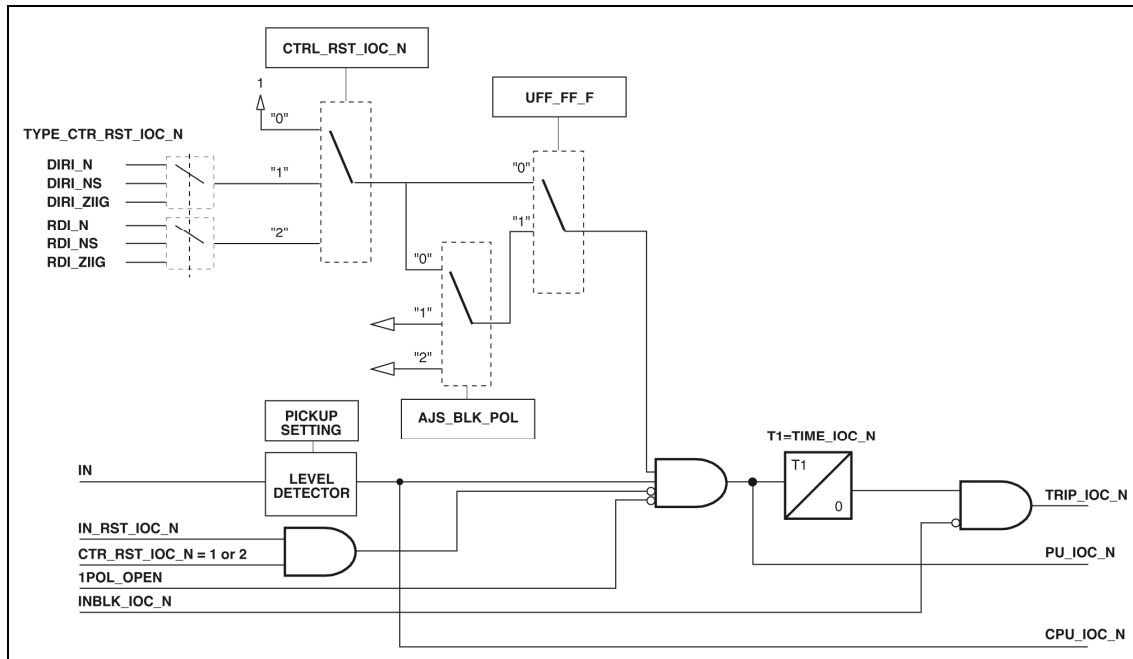 CTRL_RST_IOC_N
1
"0"
UFF_FF_F
TYPE_CTR_RST_IOC_N
DIRI_N
DIRI_NS
DIRI_ZIIG
"1"
"0"
RDI_N
RDI_NS
RDI_ZIIG
"2"
"1"
"0"
"1"
"2"
AJS_BLK_POL
PICKUP
SETTING
T1=TIME_IOC_N
IN
LEVEL
DETECTOR
T1
0
TRIP_IOC_N
IN_RST_IOC_N
CTR_RST_IOC_N = 1 or 2
PU_IOC_N
1POL_OPEN
INBLK_IOC_N
CPU_IOC_N